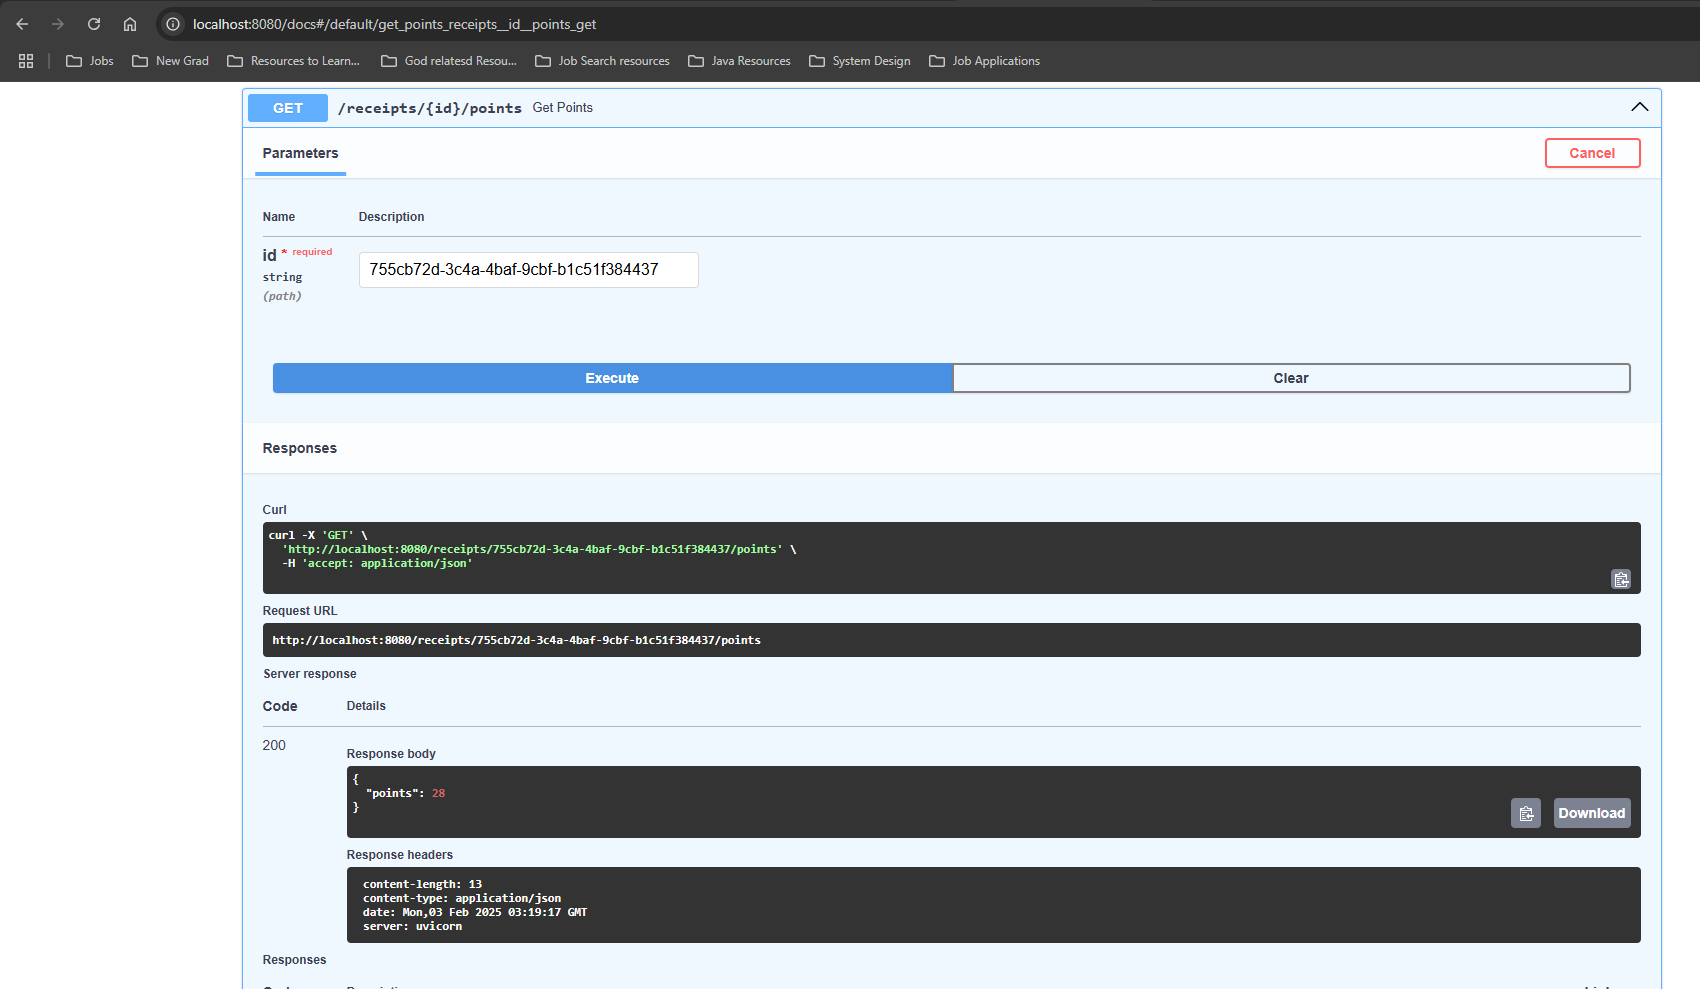 localhost:8080/docs#/default/get_points_receipts__id__points_get
Jobs New Grad Resources to Learn... God relatesd Resou... Job Search resources Java Resources System Design Job Applications
GET /receipts/{id}/points Get Points
Parameters Cancel
Name Description
id * required
string
(path)
755cb72d-3c4a-4baf-9cbf-b1c51f384437
Execute Clear
Responses
Curl
curl -X 'GET' \
'http://localhost:8080/receipts/755cb72d-3c4a-4baf-9cbf-b1c51f384437/points' \
-H 'accept: application/json'
Request URL
http://localhost:8080/receipts/755cb72d-3c4a-4baf-9cbf-b1c51f384437/points
Server response
Code Details
200
Response body
{
"points": 28
}
Download
Response headers
content-length: 13
content-type: application/json
date: Mon,03 Feb 2025 03:19:17 GMT
server: uvicorn
Responses